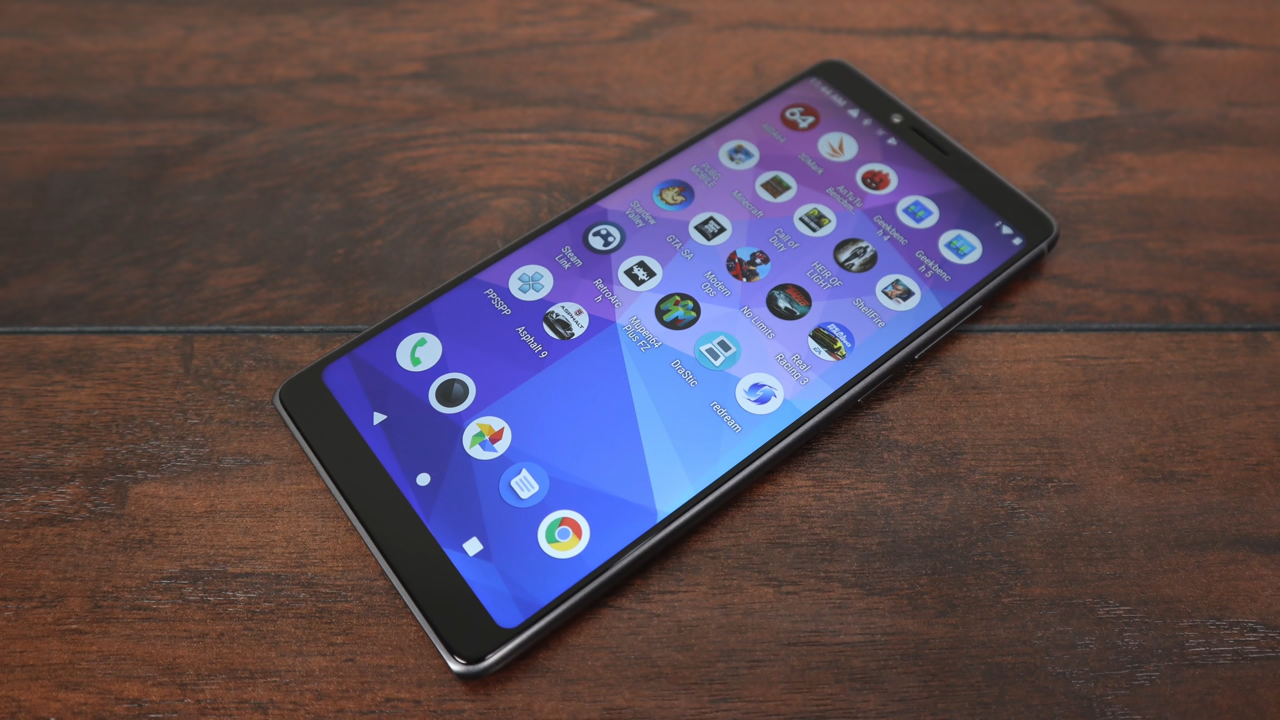 64
3DMark
AnTuTu
Benchm..
Geekbenc
h 4
Geekbenc
h 5
PUBG
MOBILE
Minecraft
Call of
Duty
HEIR OF
LIGHT
ShellFire
Stardew
Valley
GTA:SA
Modern
Ops
No Limits
Real
Racing 3
Steam
Link
RetroArc
h
Mupen64
Plus FZ
DraStic
redream
PPSSPP
ASPHALT
Asphalt 9